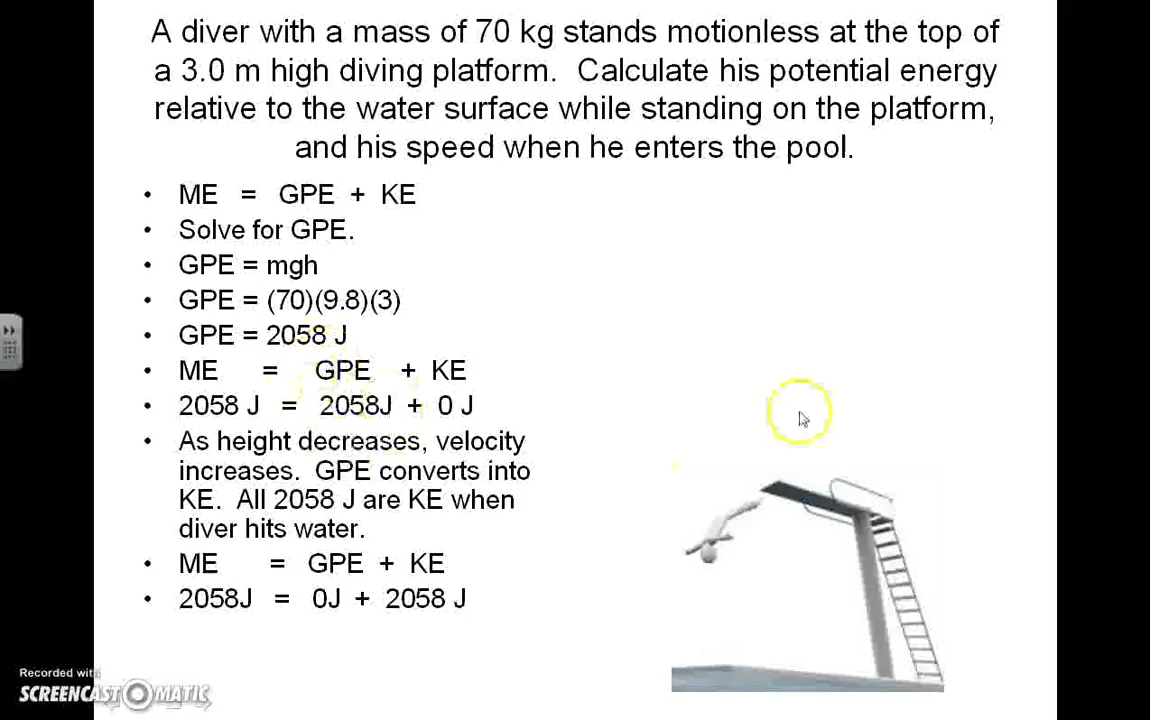 A diver with a mass of 70 kg stands motionless at the top of
a 3.0 m high diving platform. Calculate his potential energy
relative to the water surface while standing on the platform,
and his speed when he enters the pool.
• ME = GPE + KE
• Solve for GPE.
• GPE = mgh
• GPE = (70)(9.8)(3)
• GPE = 2058 J
• ME = GPE + KE
• 2058 J = 2058J + 0 J
• As height decreases, velocity
increases. GPE converts into
KE. All 2058 J are KE when
diver hits water.
• ME = GPE + KE
• 2058J = 0J + 2058 J
Recorded with
SCREENCAST-O-MATIC